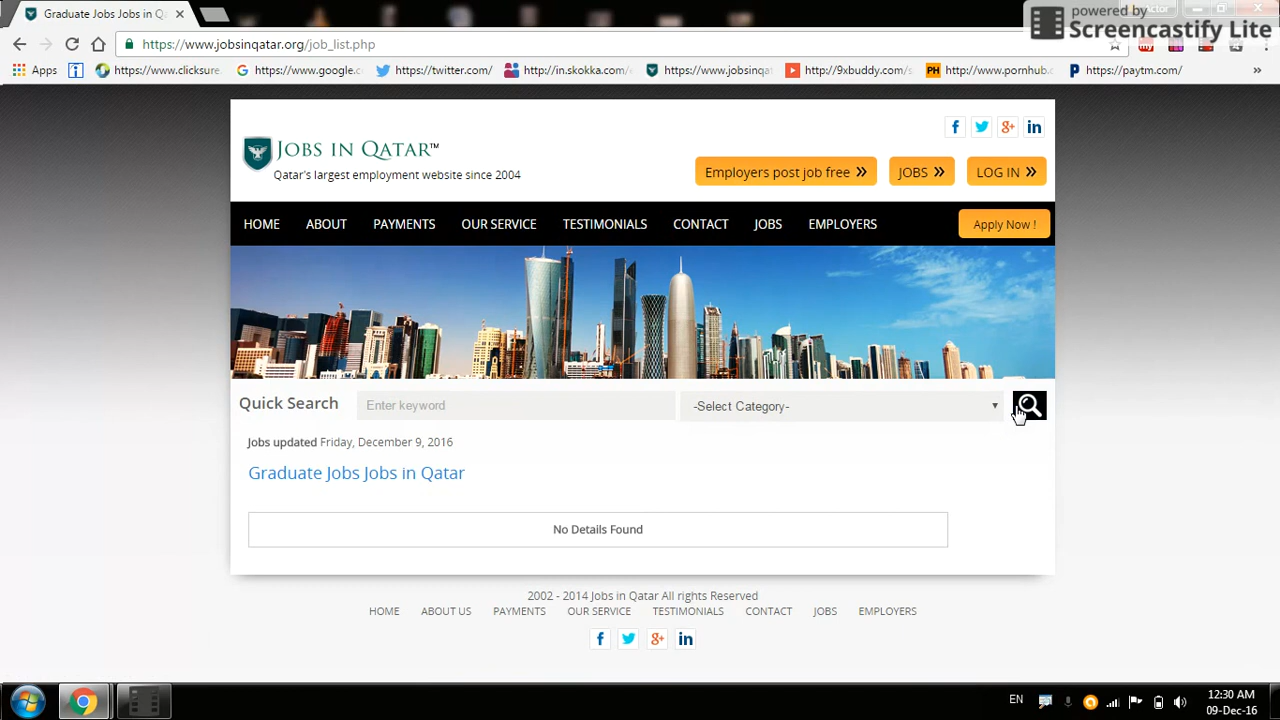 Graduate Jobs Jobs in Q
powered by
Screencastify Lite
https://www.jobsinqatar.org/job_list.php
Apps https://www.clicksure. https://www.google.c https://twitter.com/ http://in.skokka.com/ https://www.jobsinqat http://9xbuddy.com/s http://www.pornhub.c https://paytm.com/ »
JOBS IN QATAR™
Qatar's largest employment website since 2004
Employers post job free » JOBS » LOG IN »
HOME ABOUT PAYMENTS OUR SERVICE TESTIMONIALS CONTACT JOBS EMPLOYERS Apply Now !
Quick Search Enter keyword -Select Category-
Jobs updated Friday, December 9, 2016
Graduate Jobs Jobs in Qatar
No Details Found
2002 - 2014 Jobs in Qatar All rights Reserved
HOME ABOUT US PAYMENTS OUR SERVICE TESTIMONIALS CONTACT JOBS EMPLOYERS
EN 12:30 AM
09-Dec-16